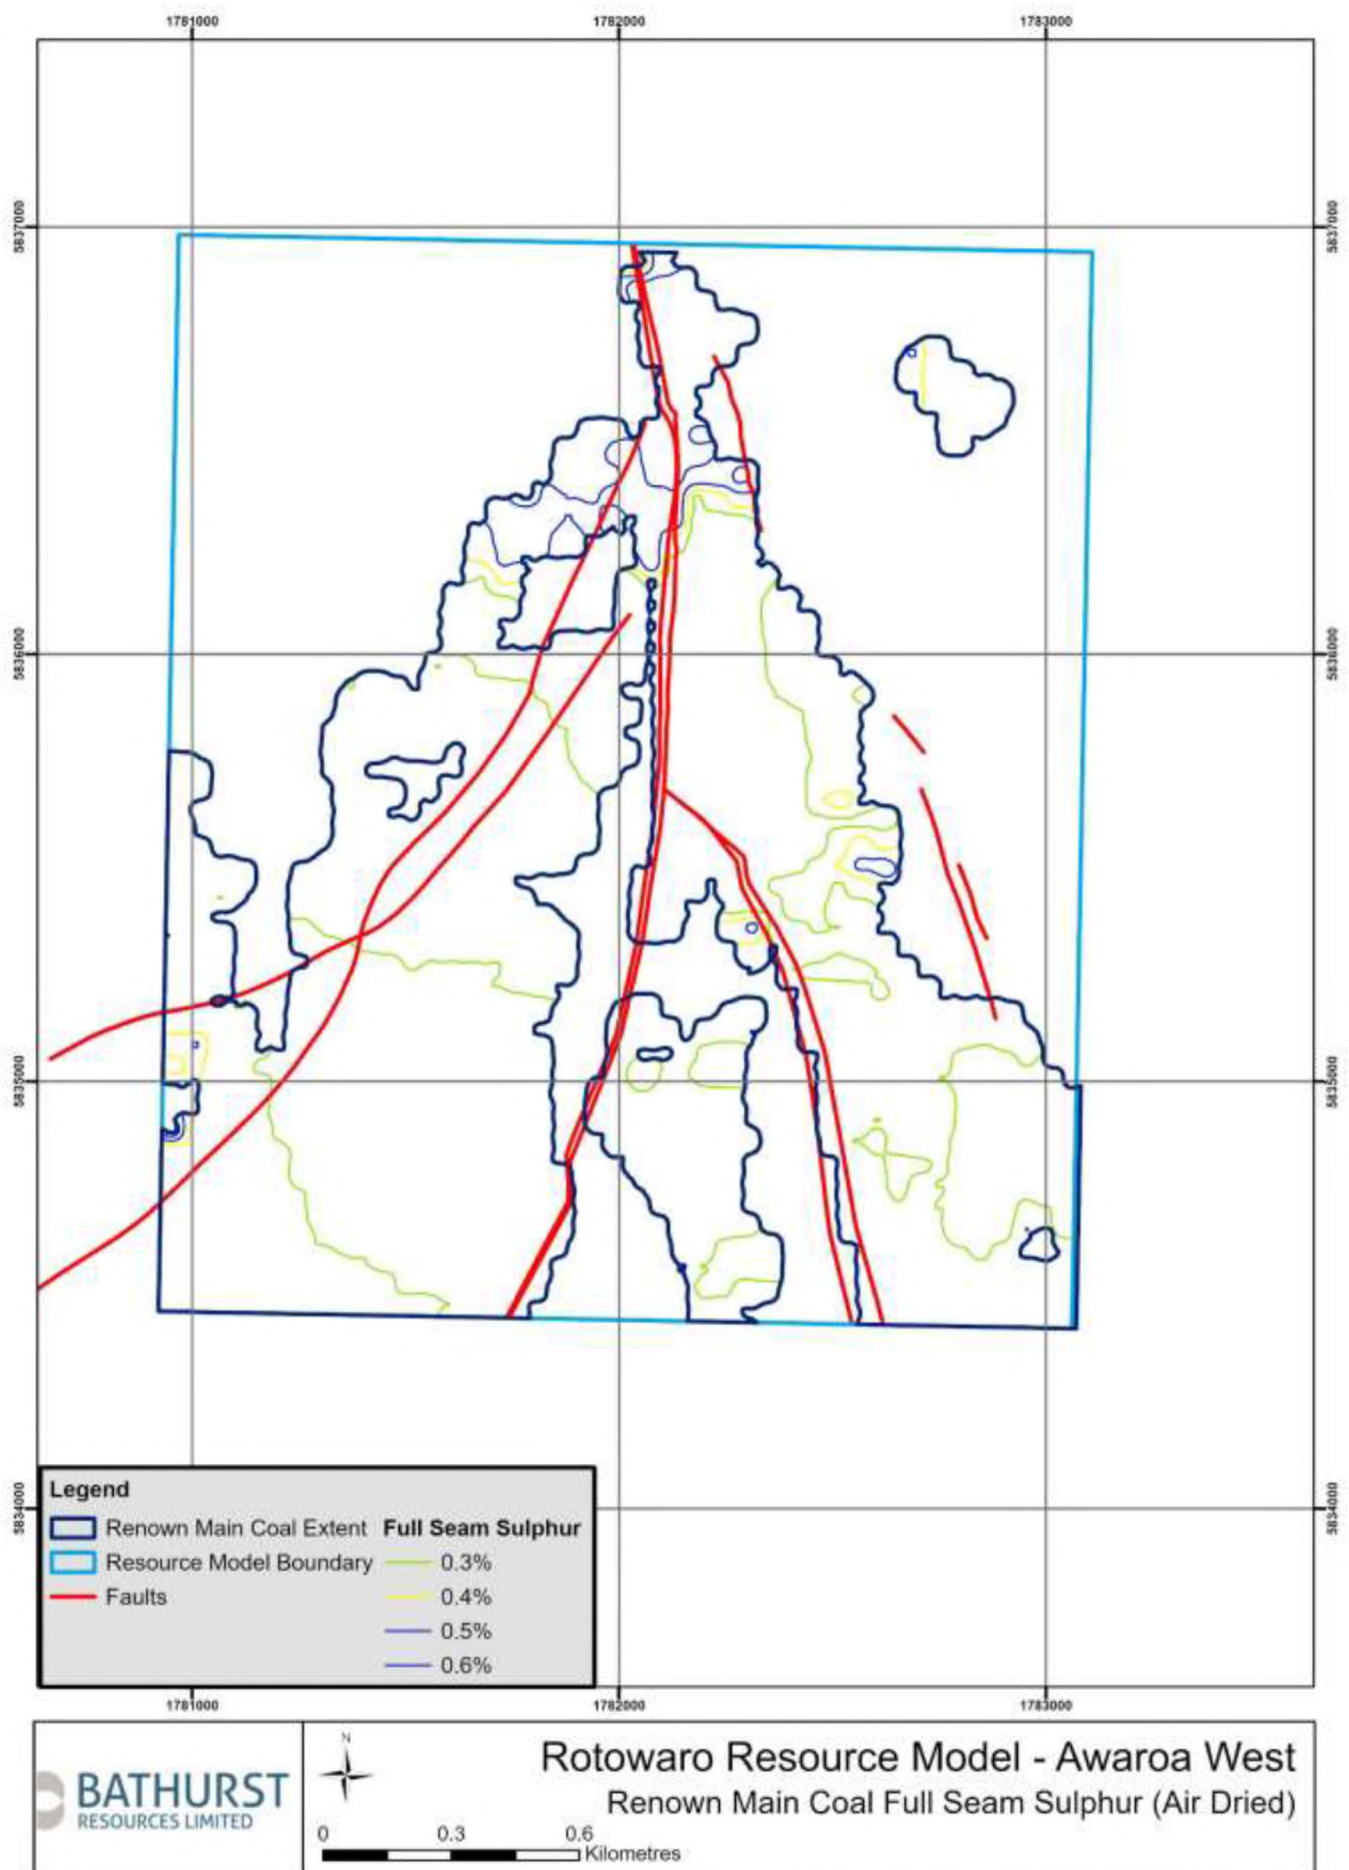 1781000 1782000 1783000
5837000 5837000
5836000 5836000
5835000 5835000
5834000 5834000
Legend
Renown Main Coal Extent
Resource Model Boundary
Faults
Full Seam Sulphur
0.3%
0.4%
0.5%
0.6%
1781000 1782000 1783000
BATHURST
RESOURCES LIMITED
N
0 0.3 0.6
Kilometres
Rotowaro Resource Model - Awaroa West
Renown Main Coal Full Seam Sulphur (Air Dried)